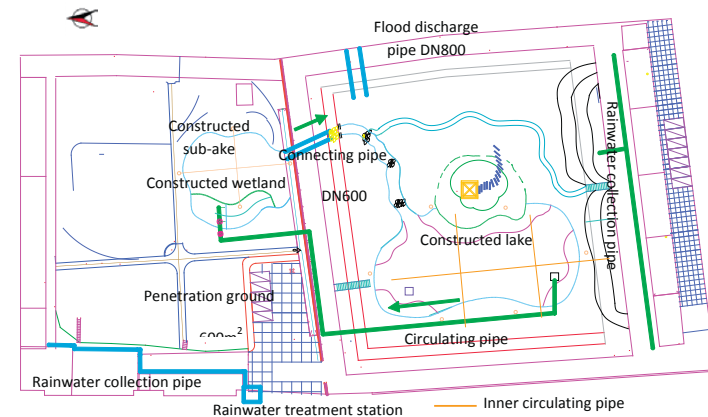 Flood discharge
pipe DN800
Constructed
sub-ake
Connecting pipe
Constructed wetland
DN600
Rainwater collection pipe
Constructed lake
Penetration ground
600m²
Circulating pipe
Rainwater collection pipe
Rainwater treatment station
Inner circulating pipe